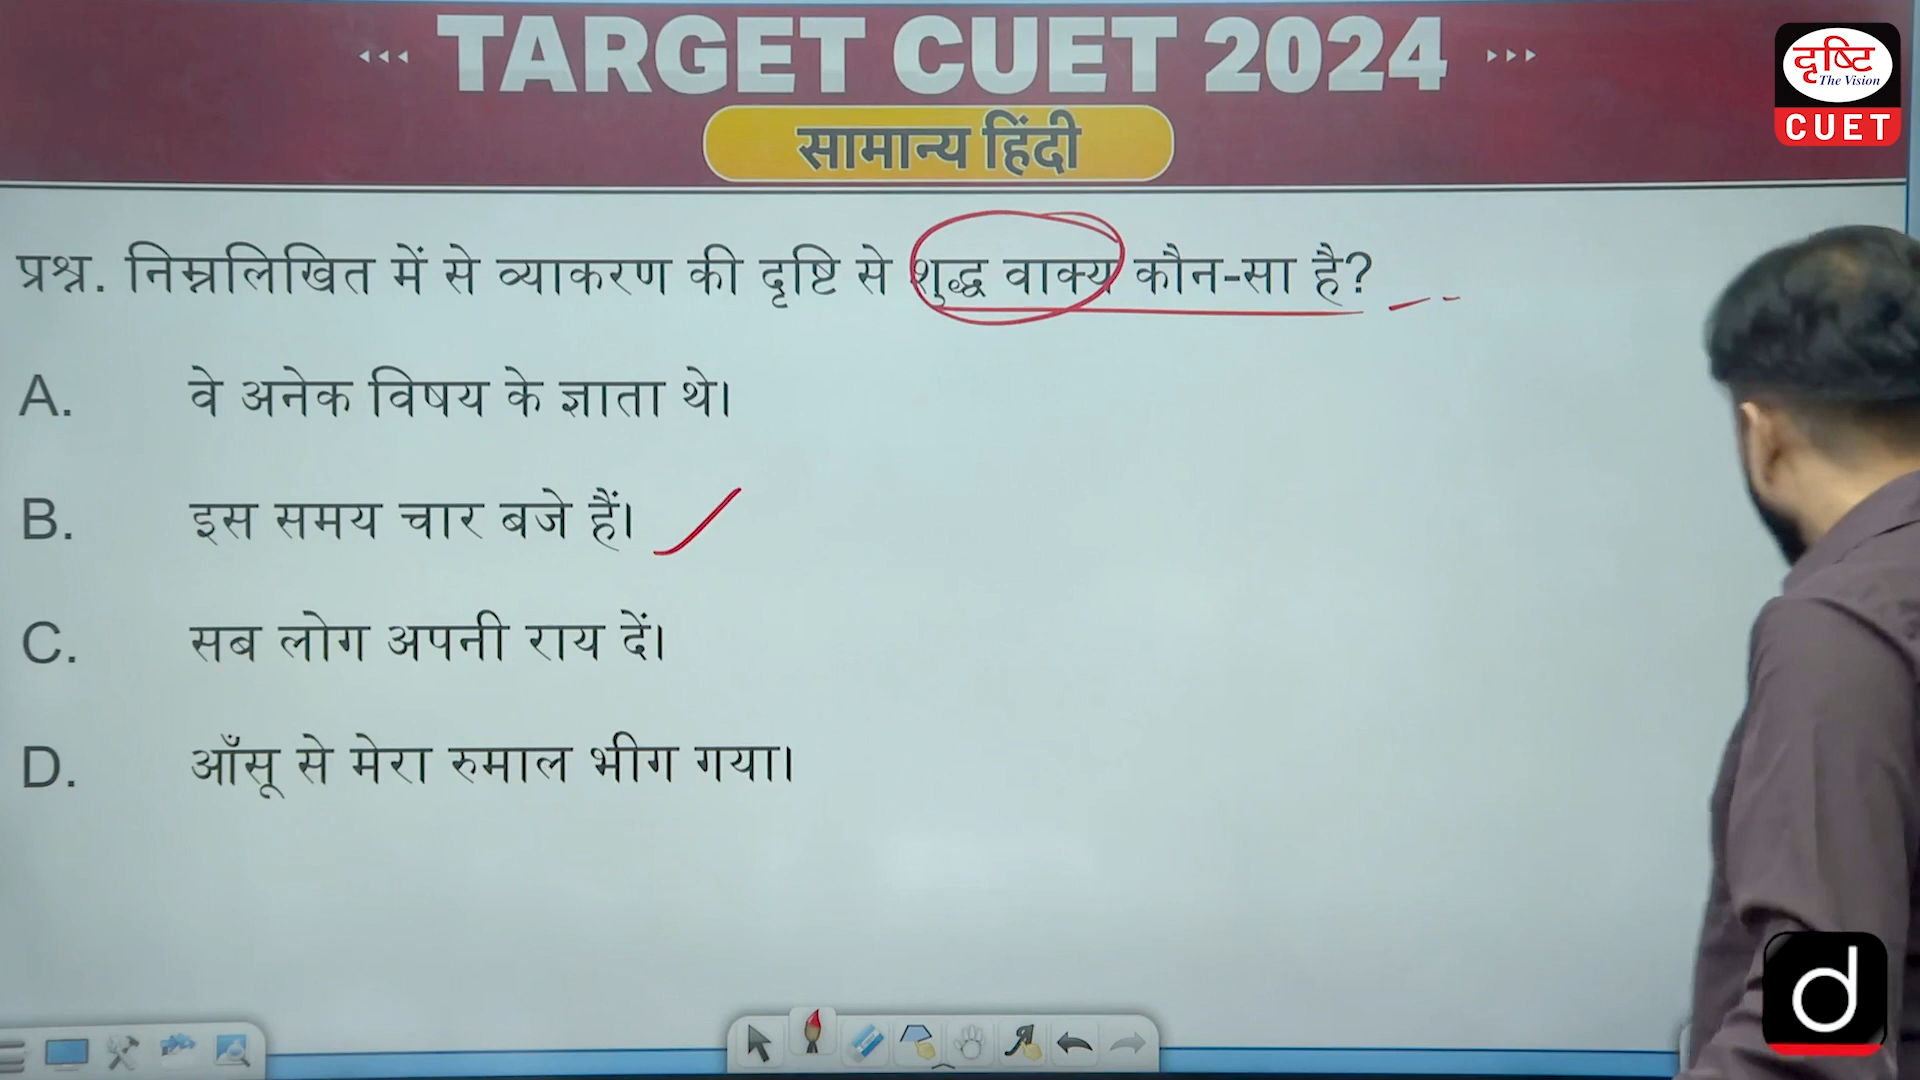 TARGET CUET 2024
सामान्य हिंदी
दृष्टि
The Vision
CUET
प्रश्न. निम्नलिखित में से व्याकरण की दृष्टि से शुद्ध वाक्य कौन-सा है?
A. वे अनेक विषय के ज्ञाता थे।
B. इस समय चार बजे हैं।
C. सब लोग अपनी राय दें।
D. आँसू से मेरा रुमाल भीग गया।
d